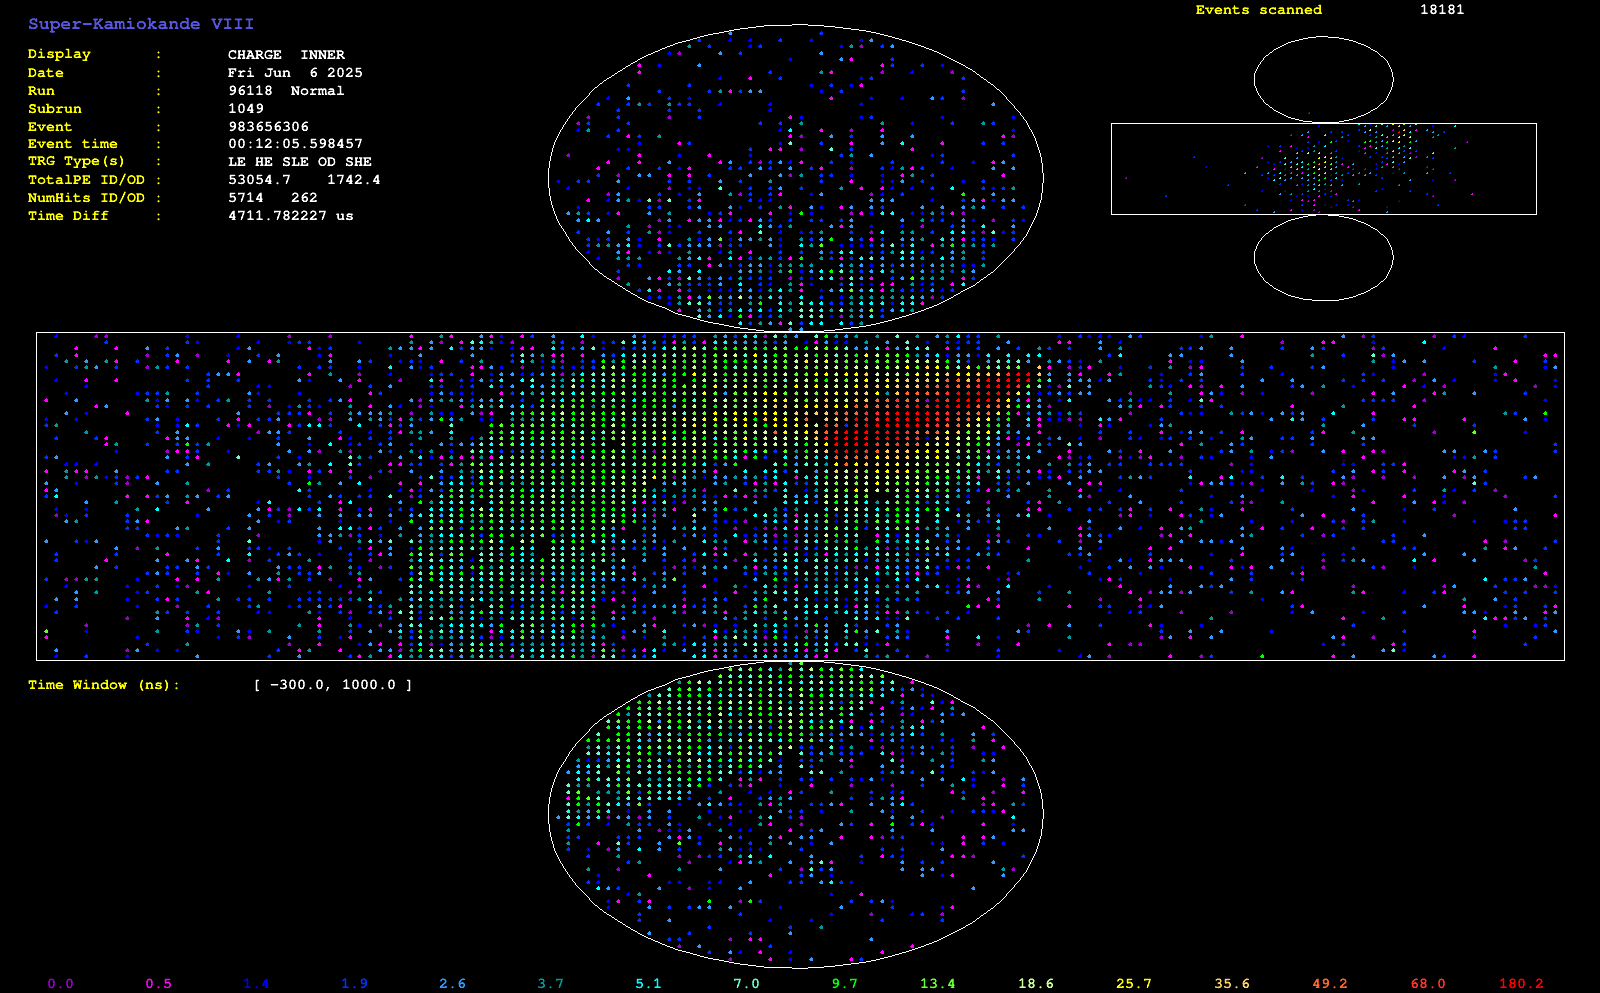 Super-Kamiokande VIII
Events scanned 18181
Display : CHARGE INNER
Date : Fri Jun 6 2025
Run : 96118 Normal
Subrun : 1049
Event : 983656306
Event time : 00:12:05.598457
TRG Type(s) : LE HE SLE OD SHE
TotalPE ID/OD : 53054.7 1742.4
NumHits ID/OD : 5714 262
Time Diff : 4711.782227 us
Time Window (ns): [ -300.0, 1000.0 ]
0.0 0.5 1.4 1.9 2.6 3.7 5.1 7.0 9.7 13.4 18.6 25.7 35.6 49.2 68.0 180.2